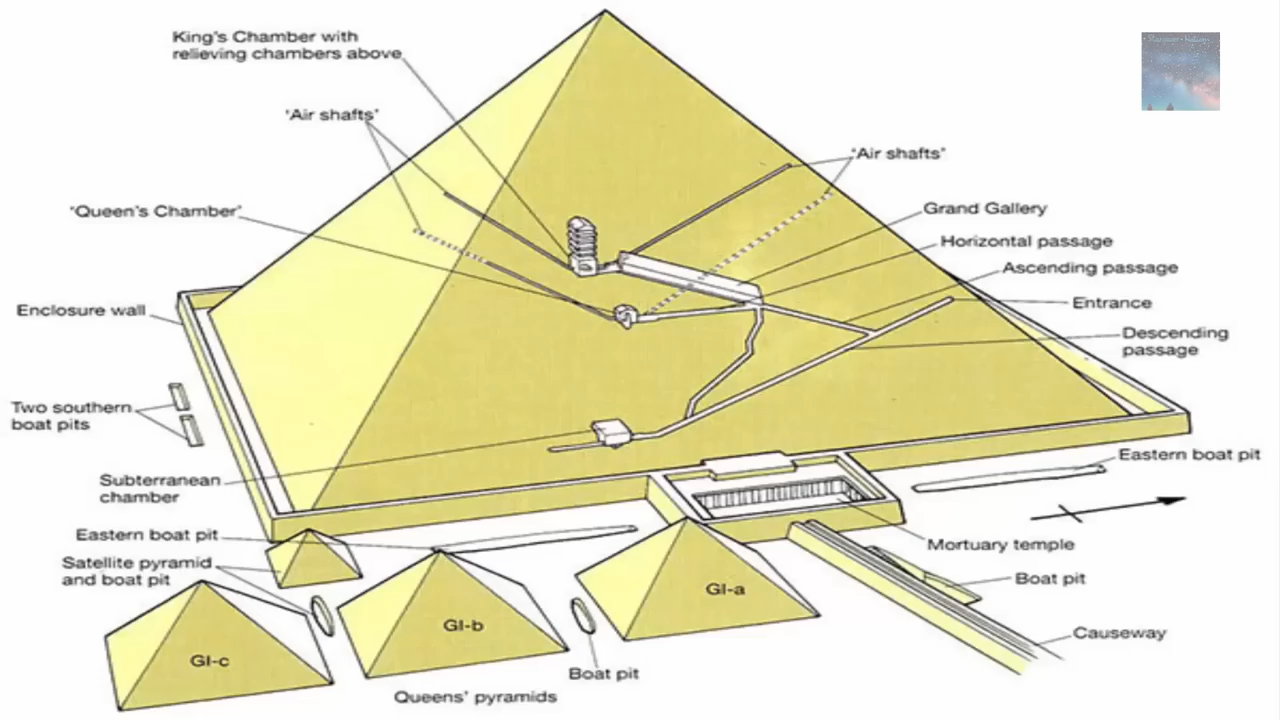 King's Chamber with
relieving chambers above
'Air shafts'
'Air shafts'
'Queen's Chamber'
Grand Gallery
Horizontal passage
Ascending passage
Entrance
Enclosure wall
Descending
passage
Two southern
boat pits
Eastern boat pit
Subterranean
chamber
Eastern boat pit
Mortuary temple
Satellite pyramid
and boat pit
Boat pit
GI-a
GI-b
Causeway
GI-c
Boat pit
Queens' pyramids